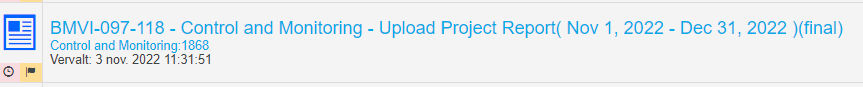 BMVI-097-118 - Control and Monitoring - Upload Project Report( Nov 1, 2022 - Dec 31, 2022 )(final)
Control and Monitoring:1868
Vervalt: 3 nov. 2022 11:31:51